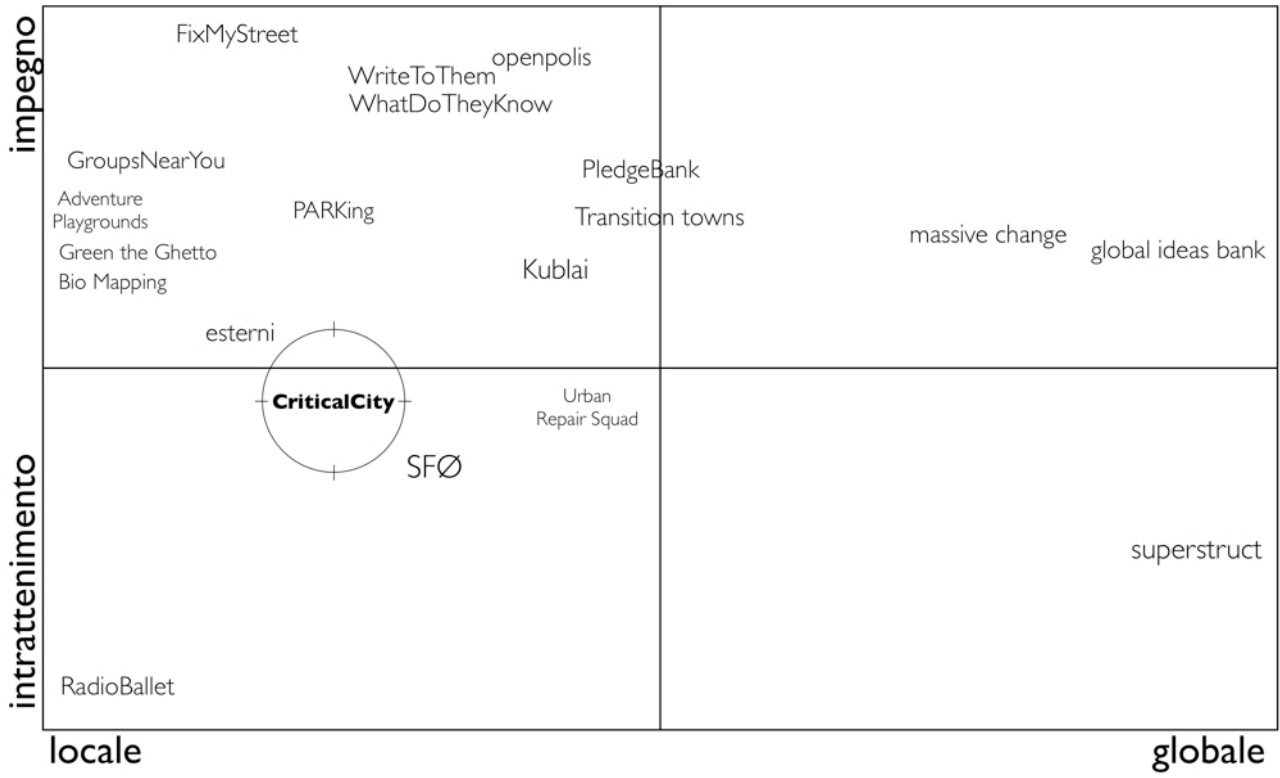 impegno
FixMyStreet
openpolis
WriteToThem
WhatDoTheyKnow
GroupsNearYou
PledgeBank
Adventure
Playgrounds
PARKing
Transition towns
massive change
global ideas bank
Green the Ghetto
Kublai
Bio Mapping
esterni
CriticalCity
Urban
Repair Squad
SFØ
intrattenimento
superstruct
RadioBallet
locale
globale